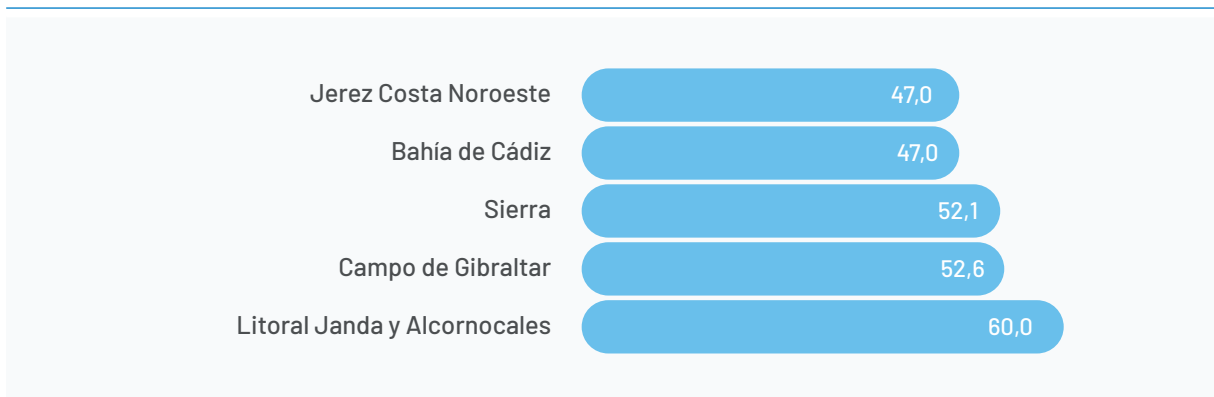 Jerez Costa Noroeste 47,0
Bahía de Cádiz 47,0
Sierra 52,1
Campo de Gibraltar 52,6
Litoral Janda y Alcornocales 60,0